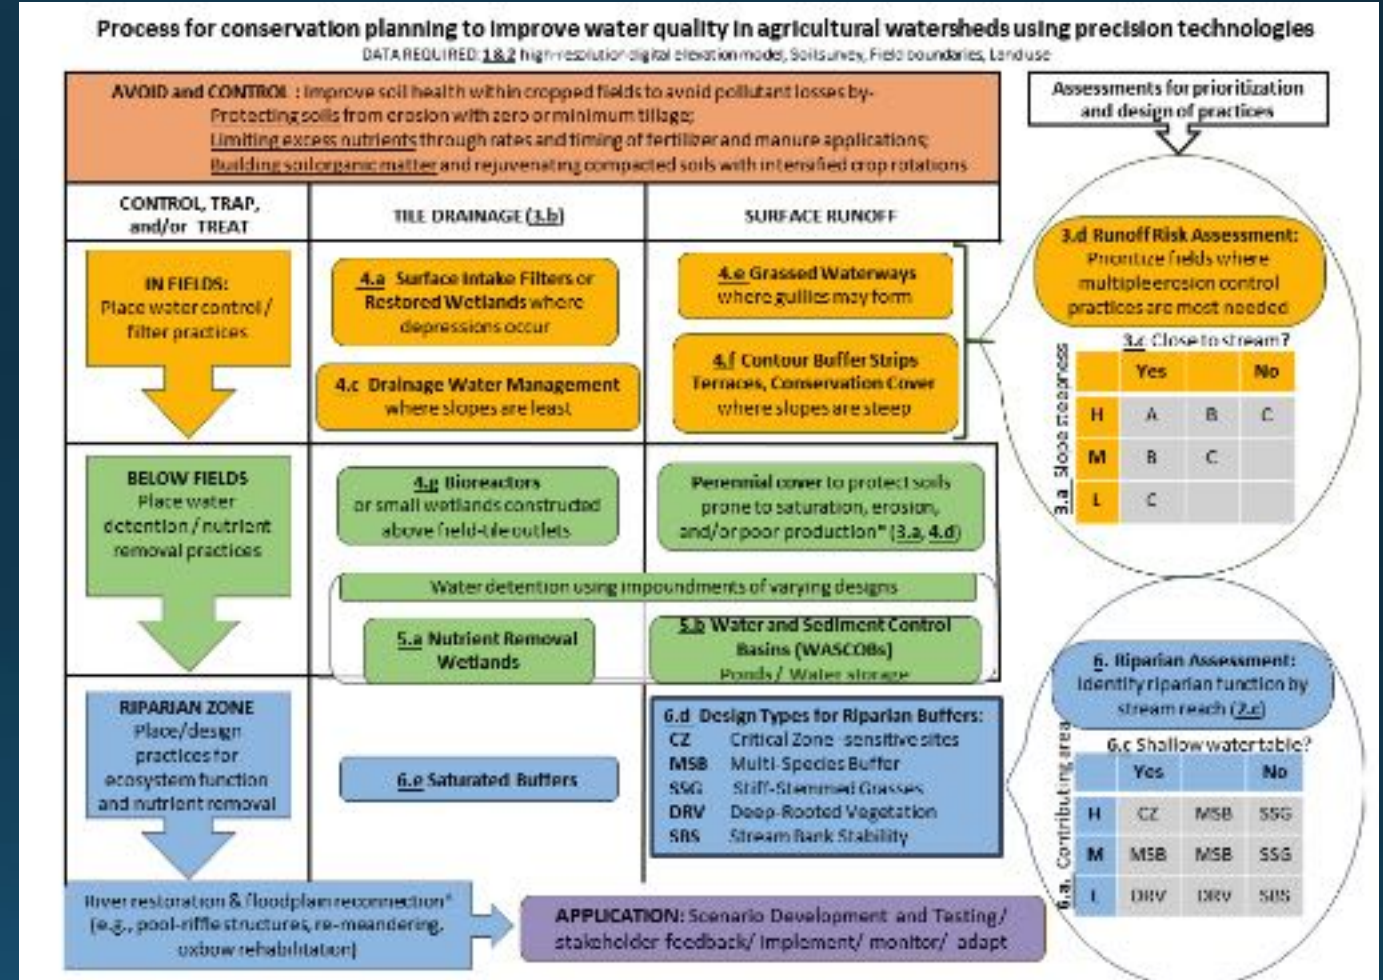 Process for conservation planning to improve water quality in agricultural watersheds using precision technologies
DATA REQUIRED: 1&2 high-resolution digital elevation model, Soil survey, Field boundaries, Land use
AVOID and CONTROL : Improve soil health within cropped fields to avoid pollutant losses by-
Protecting soils from erosion with zero or minimum tillage;
Limiting excess nutrients through rates and timing of fertilizer and manure applications;
Building soil organic matter and rejuvenating compacted soils with intensified crop rotations
Assessments for prioritization
and design of practices
CONTROL, TRAP,
and/or TREAT
TILE DRAINAGE (3.b)
SURFACE RUNOFF
IN FIELDS:
Place water control /
filter practices
4.a Surface Intake Filters or
Restored Wetlands where
depressions occur
4.c Drainage Water Management
where slopes are least
4.e Grassed Waterways
where gullies may form
4.f Contour Buffer Strips
Terraces, Conservation Cover
where slopes are steep
3.d Runoff Risk Assessment:
Prioritize fields where
multiple erosion control
practices are most needed
3.c Close to stream?
3.a Slope steepness
Yes No
H A B C
M B C
L C
BELOW FIELDS
Place water
detention / nutrient
removal practices
4.g Bioreactors
or small wetlands constructed
above field-tile outlets
Perennial cover to protect soils
prone to saturation, erosion,
and/or poor production* (3.a, 4.d)
Water detention using impoundments of varying designs
5.a Nutrient Removal
Wetlands
5.b Water and Sediment Control
Basins (WASCOBs)
Ponds / Water storage
RIPARIAN ZONE
Place/design
practices for
ecosystem function
and nutrient removal
6.e Saturated Buffers
6.d Design Types for Riparian Buffers:
CZ Critical Zone -sensitive sites
MSB Multi-Species Buffer
SSG Stiff-Stemmed Grasses
DRV Deep-Rooted Vegetation
SBS Stream Bank Stability
6. Riparian Assessment:
Identify riparian function by
stream reach (2.c)
6.c Shallow water table?
6.a. Contributing area
Yes No
H CZ MSB SSG
M MSB MSB SSG
L DRV DRV SBS
River restoration & floodplain reconnection*
(e.g., pool-riffle structures, re-meandering,
oxbow rehabilitation)
APPLICATION: Scenario Development and Testing/
stakeholder feedback/ implement/ monitor/ adapt